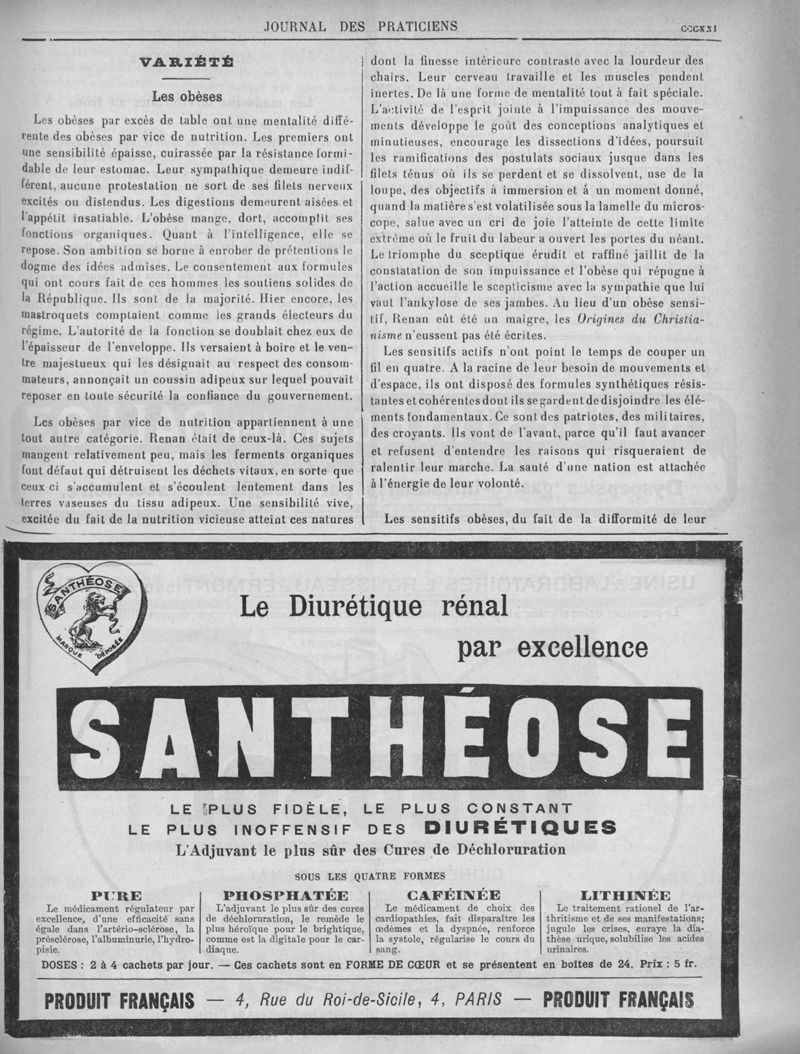 JOURNAL DES PRATICIENS
CCCXXI
VARIÉTÉ
Les obèses
Les obèses par excès de table ont une mentalité diffé-
rente des obèses par vice de nutrition. Les premiers ont
une sensibilité épaisse, cuirassée par la résistance formi-
dable de leur estomac. Leur sympathique demeure indif-
férent, aucune protestation ne sort de ses filets nerveux
excités ou distendus. Les digestions demeurent aisées et
l'appétit insatiable. L'obèse mange, dort, accomplit ses
fonctions organiques. Quant à l'intelligence, elle se
repose. Son ambition se borne à enrober de prétentions le
dogme des idées admises. Le consentement aux formules
qui ont cours fait de ces hommes les soutiens solides de
la République. Ils sont de la majorité. Hier encore, les
mastroquets comptaient comme les grands électeurs du
régime. L'autorité de la fonction se doublait chez eux de
l'épaisseur de l'enveloppe. Ils versaient à boire et le ven-
tre majestueux qui les désignait au respect des consom-
mateurs, annonçait un coussin adipeux sur lequel pouvait
reposer en toute sécurité la confiance du gouvernement.
Les obèses par vice de nutrition appartiennent à une
tout autre catégorie. Renan était de ceux-là. Ces sujets
mangent relativement peu, mais les ferments organiques
font défaut qui détruisent les déchets vitaux, en sorte que
ceux ci s'accumulent et s'écoulent lentement dans les
terres vaseuses du tissu adipeux. Une sensibilité vive,
excitée du fait de la nutrition vicieuse atteint ces natures
dont la finesse intérieure contraste avec la lourdeur des
chairs. Leur cerveau travaille et les muscles pendent
inertes. De là une forme de mentalité tout à fait spéciale.
L'activité de l'esprit jointe à l'impuissance des mouve-
ments développe le goût des conceptions analytiques et
minutieuses, encourage les dissections d'idées, poursuit
les ramifications des postulats sociaux jusque dans les
filets ténus où ils se perdent et se dissolvent, use de la
loupe, des objectifs à immersion et à un moment donné,
quand la matière s'est volatilisée sous la lamelle du micros-
cope, salue avec un cri de joie l'atteinte de cette limite
extrême où le fruit du labeur a ouvert les portes du néant.
Le triomphe du sceptique érudit et raffiné jaillit de la
constatation de son impuissance et l'obèse qui répugne à
l'action accueille le scepticisme avec la sympathie que lui
vaut l'ankylose de ses jambes. Au lieu d'un obèse sensi-
tif, Renan eût été un maigre, les Origines du Christia-
nisme n'eussent pas été écrites.
Les sensitifs actifs n'ont point le temps de couper un
fil en quatre. A la racine de leur besoin de mouvements et
d'espace, ils ont disposé des formules synthétiques résis-
tantes et cohérentes dont ils se gardent de disjoindre les élé-
ments fondamentaux. Ce sont des patriotes, des militaires,
des croyants. Ils vont de l'avant, parce qu'il faut avancer
et refusent d'entendre les raisons qui risqueraient de
ralentir leur marche. La santé d'une nation est attachée
à l'énergie de leur volonté.
Les sensitifs obèses, du fait de la difformité de leur
SANTHÉOSE
MARQUE DÉPOSÉE
Le Diurétique rénal
par excellence
SANTHÉOSE
LE PLUS FIDÈLE, LE PLUS CONSTANT
LE PLUS INOFFENSIF DES DIURÉTIQUES
L'Adjuvant le plus sûr des Cures de Déchloruration
SOUS LES QUATRE FORMES
PURE
Le médicament régulateur par
excellence, d'une efficacité sans
égale dans l'artério-sclérose, la
présclérose, l'albuminurie, l'hydro-
pisie.
PHOSPHATÉE
L'adjuvant le plus sûr des cures
de déchloruration, le remède le
plus héroïque pour le brightique,
comme est la digitale pour le car-
diaque.
CAFÉINÉE
Le médicament de choix des
cardiopathies, fait disparaître les
œdèmes et la dyspnée, renforce
la systole, régularise le cours du
sang.
LITHINÉE
Le traitement rationel de l'ar-
thritisme et de ses manifestations;
jugule les crises, enraye la dia-
thèse urique, solubilise les acides
urinaires.
DOSES : 2 à 4 cachets par jour. — Ces cachets sont en FORME DE CŒUR et se présentent en boîtes de 24. Prix : 5 fr.
PRODUIT FRANÇAIS — 4, Rue du Roi-de-Sicile, 4, PARIS — PRODUIT FRANÇAIS